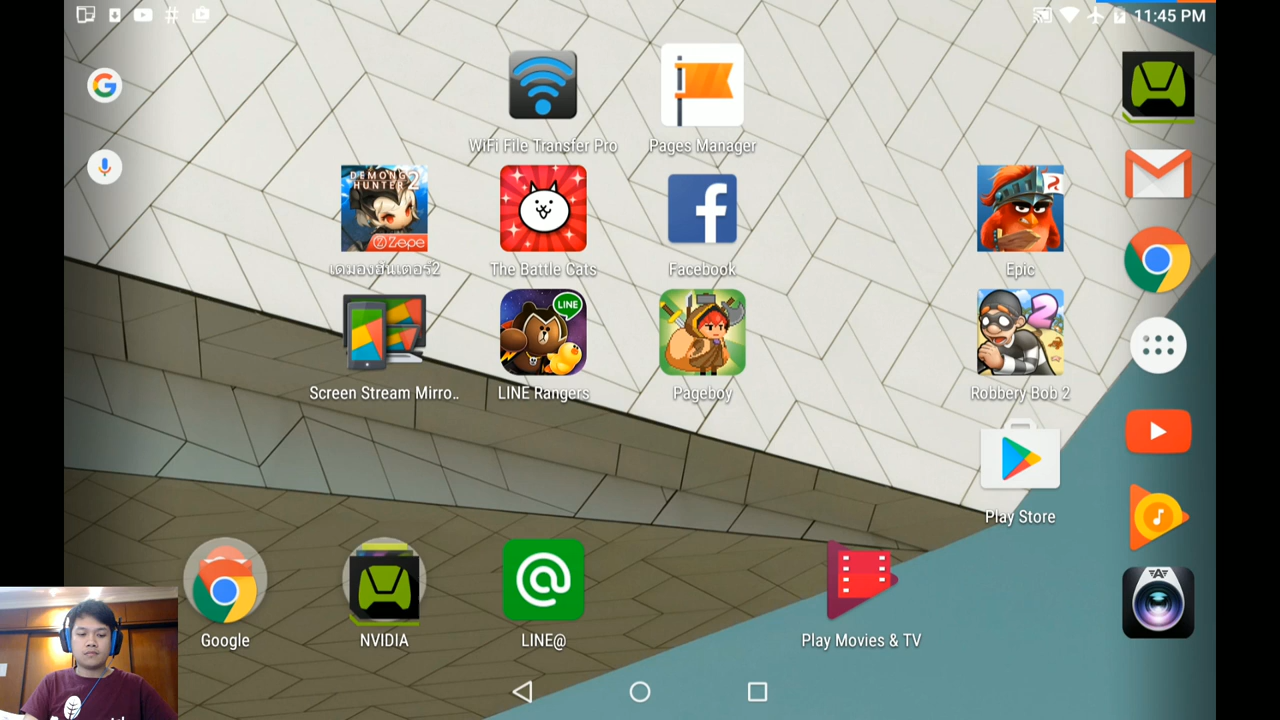 11:45 PM
WiFi File Transfer Pro
Pages Manager
DEMONG
HUNTER 2
Zepe
เดมองฮันเตอร์2
The Battle Cats
Facebook
Epic
LINE
2
Screen Stream Mirro..
LINE Rangers
Pageboy
Robbery Bob 2
Play Store
Google
NVIDIA
LINE@
Play Movies & TV